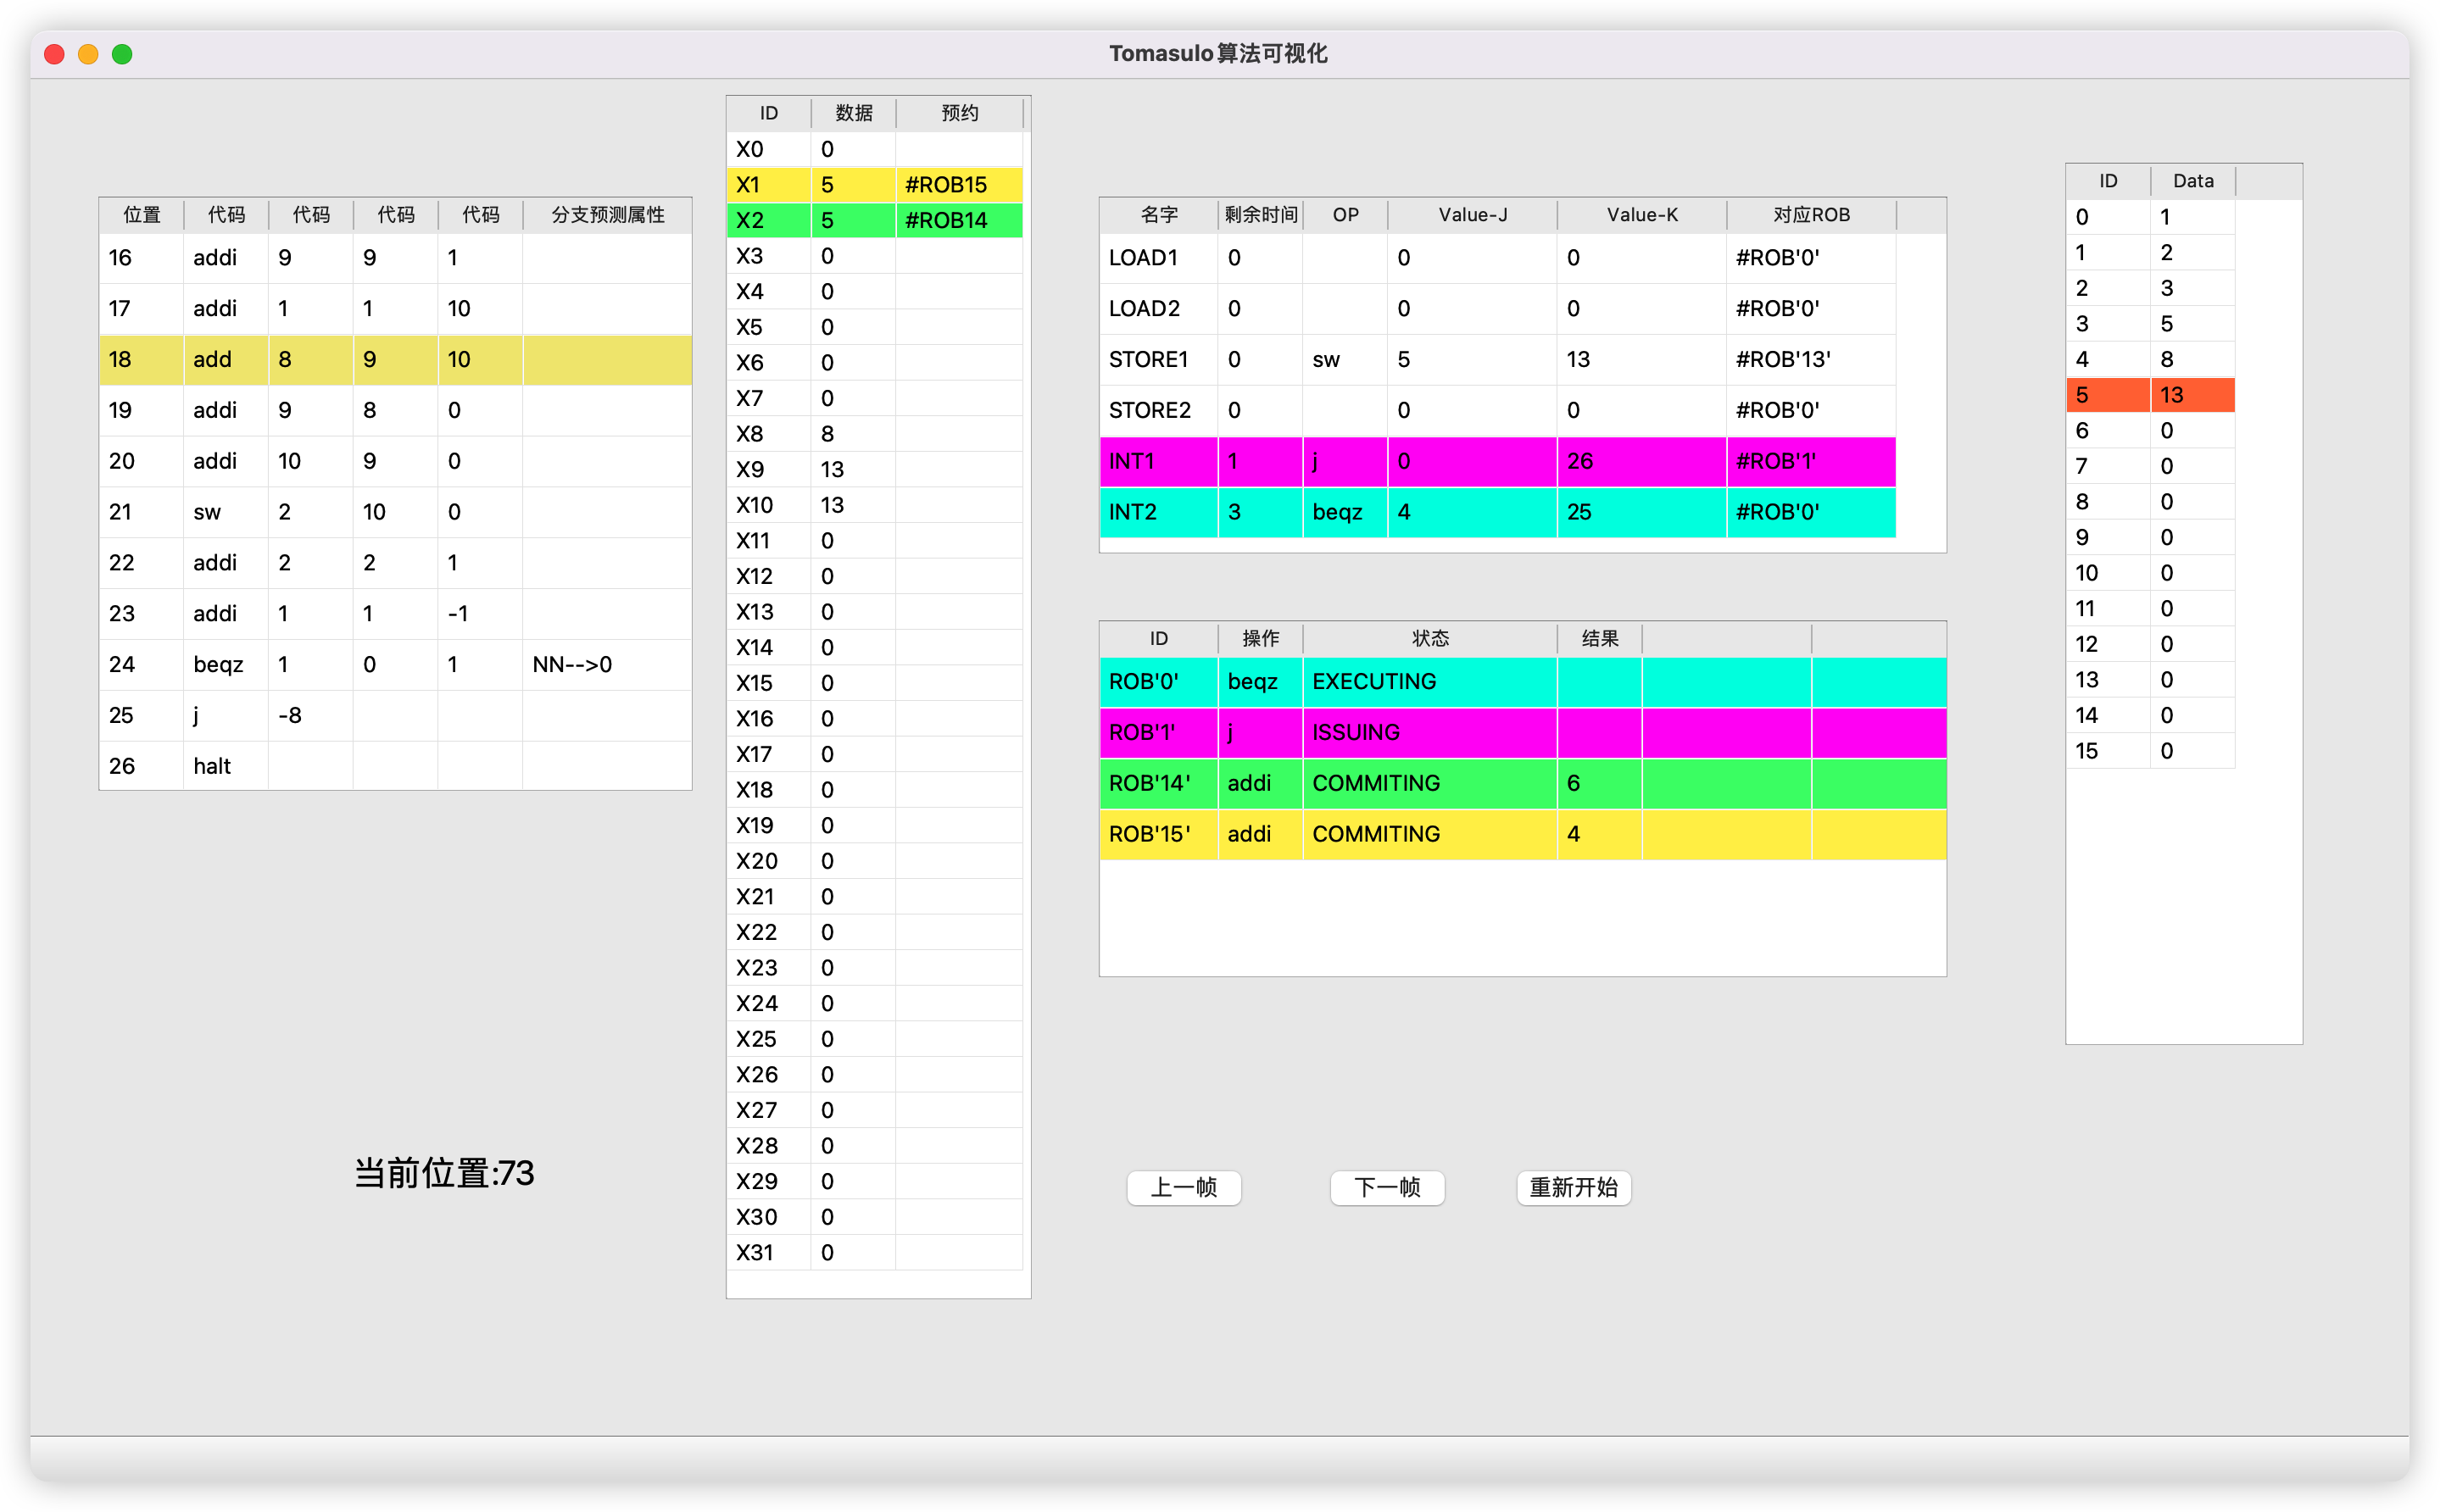 Tomasulo算法可视化
位置 代码 代码 代码 代码 分支预测属性
16 addi 9 9 1
17 addi 1 1 10
18 add 8 9 10
19 addi 9 8 0
20 addi 10 9 0
21 sw 2 10 0
22 addi 2 2 1
23 addi 1 1 -1
24 beqz 1 0 1 NN-->0
25 j -8
26 halt
当前位置:73
ID 数据 预约
X0 0
X1 5 #ROB15
X2 5 #ROB14
X3 0
X4 0
X5 0
X6 0
X7 0
X8 8
X9 13
X10 13
X11 0
X12 0
X13 0
X14 0
X15 0
X16 0
X17 0
X18 0
X19 0
X20 0
X21 0
X22 0
X23 0
X24 0
X25 0
X26 0
X27 0
X28 0
X29 0
X30 0
X31 0
名字 剩余时间 OP Value-J Value-K 对应ROB
LOAD1 0 0 0 #ROB'0'
LOAD2 0 0 0 #ROB'0'
STORE1 0 sw 5 13 #ROB'13'
STORE2 0 0 0 #ROB'0'
INT1 1 j 0 26 #ROB'1'
INT2 3 beqz 4 25 #ROB'0'
ID 操作 状态 结果
ROB'0' beqz EXECUTING
ROB'1' j ISSUING
ROB'14' addi COMMITING 6
ROB'15' addi COMMITING 4
上一帧 下一帧 重新开始
ID Data
0 1
1 2
2 3
3 5
4 8
5 13
6 0
7 0
8 0
9 0
10 0
11 0
12 0
13 0
14 0
15 0